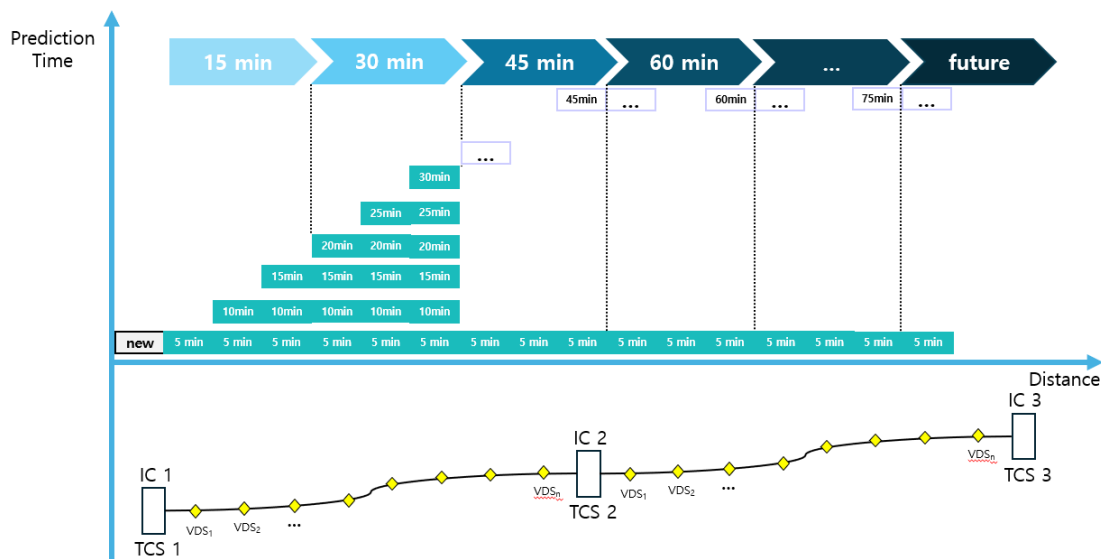 Prediction
Time
15 min 30 min 45 min 60 min ... future
45min ... 60min ... 75min ...
...
30min
25min 25min
20min 20min 20min
15min 15min 15min 15min
10min 10min 10min 10min 10min
new 5 min 5 min 5 min 5 min 5 min 5 min 5 min 5 min 5 min 5 min 5 min 5 min 5 min 5 min 5 min 5 min
Distance
IC 3
IC 2
VDSn
TCS 3
IC 1
VDSn VDS1 VDS2 ...
TCS 2
VDS1 VDS2 ...
TCS 1